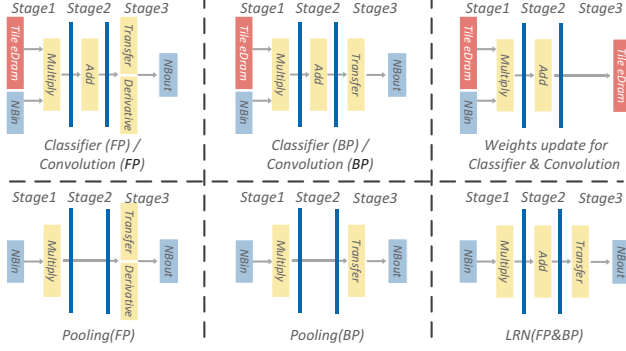 Stage1 Stage2 Stage3
Tile eDram
NBin
Multiply
Add
Transfer
Derivative
NBout
Classifier (FP) /
Convolution (FP)
Stage1 Stage2 Stage3
Tile eDram
NBin
Multiply
Add
Transfer
NBout
Classifier (BP) /
Convolution (BP)
Stage1 Stage2 Stage3
Tile eDram
NBin
Multiply
Add
Tile eDram
Weights update for
Classifier & Convolution
Stage1 Stage2 Stage3
NBin
Multiply
Transfer
Derivative
NBout
Pooling(FP)
Stage1 Stage2 Stage3
NBin
Multiply
Transfer
NBout
Pooling(BP)
Stage1 Stage2 Stage3
NBin
Multiply
Add
Transfer
NBout
LRN(FP&BP)